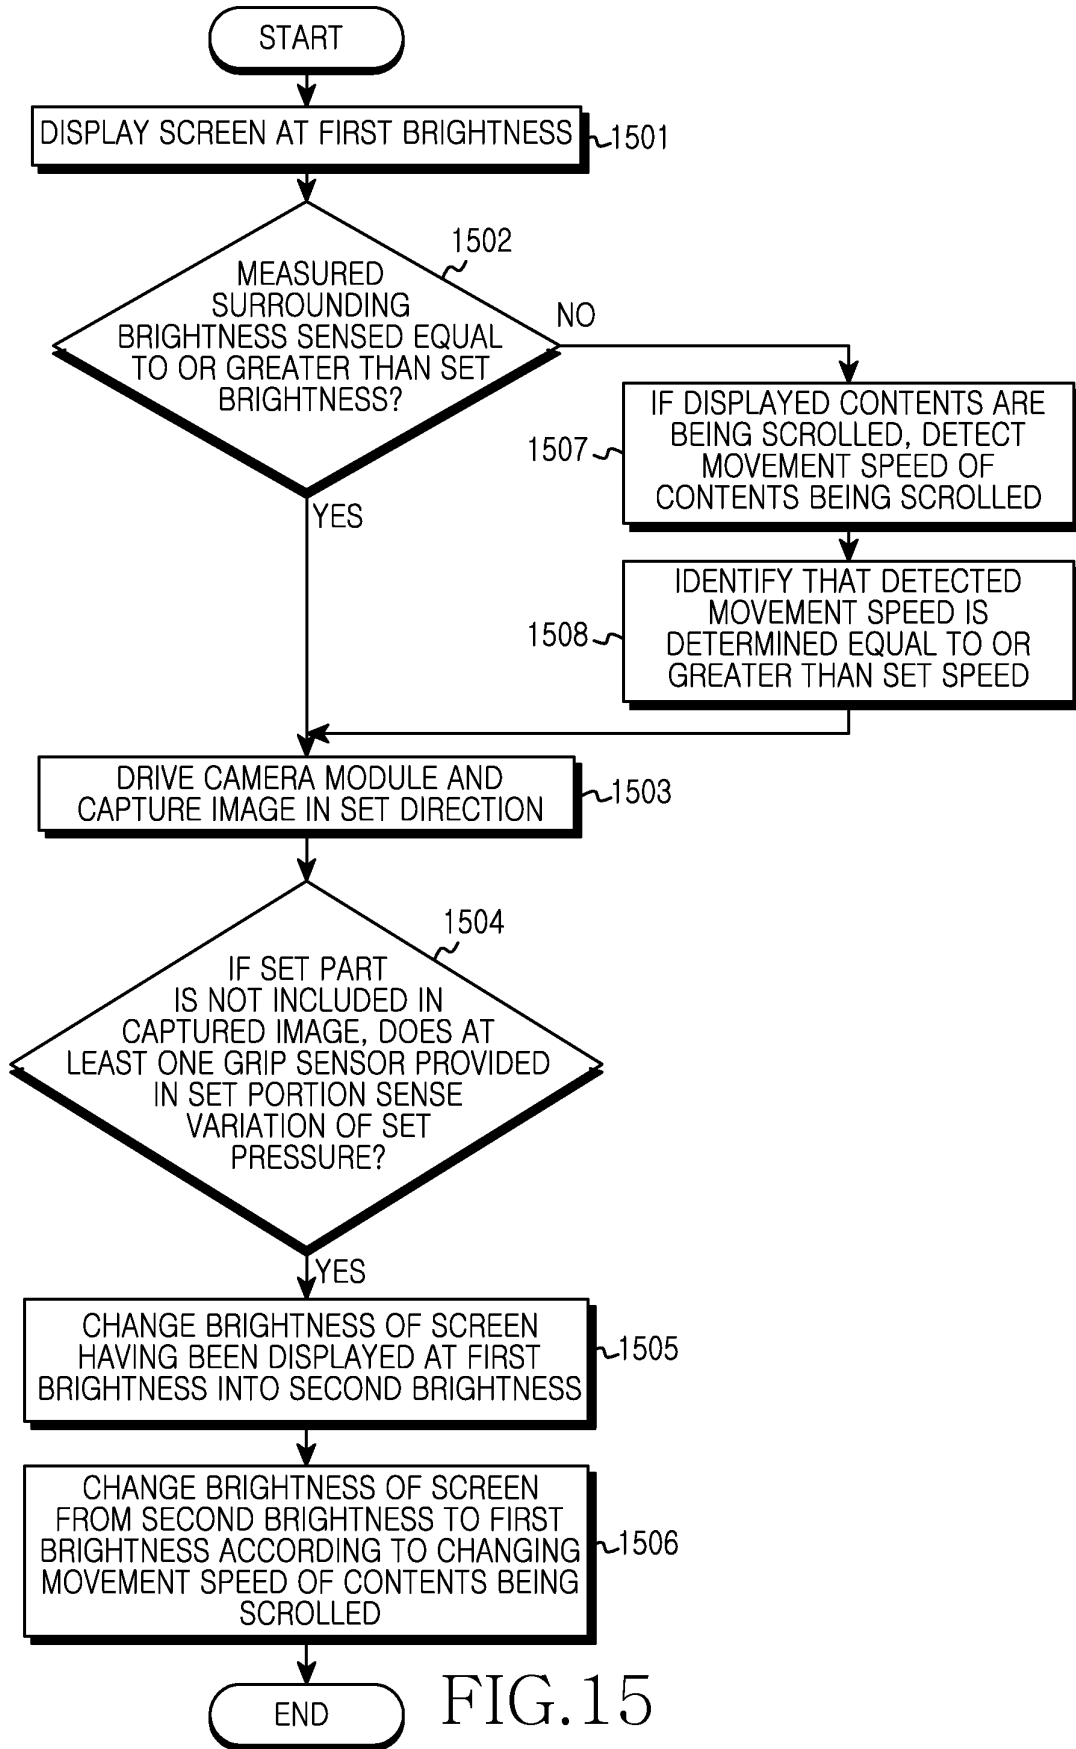 START
DISPLAY SCREEN AT FIRST BRIGHTNESS
1501
1502
MEASURED
SURROUNDING
BRIGHTNESS SENSED EQUAL
TO OR GREATER THAN SET
BRIGHTNESS?
NO
YES
IF DISPLAYED CONTENTS ARE
BEING SCROLLED, DETECT
MOVEMENT SPEED OF
CONTENTS BEING SCROLLED
1507
IDENTIFY THAT DETECTED
MOVEMENT SPEED IS
DETERMINED EQUAL TO OR
GREATER THAN SET SPEED
1508
DRIVE CAMERA MODULE AND
CAPTURE IMAGE IN SET DIRECTION
1503
1504
IF SET PART
IS NOT INCLUDED IN
CAPTURED IMAGE, DOES AT
LEAST ONE GRIP SENSOR PROVIDED
IN SET PORTION SENSE
VARIATION OF SET
PRESSURE?
YES
CHANGE BRIGHTNESS OF SCREEN
HAVING BEEN DISPLAYED AT FIRST
BRIGHTNESS INTO SECOND BRIGHTNESS
1505
CHANGE BRIGHTNESS OF SCREEN
FROM SECOND BRIGHTNESS TO FIRST
BRIGHTNESS ACCORDING TO CHANGING
MOVEMENT SPEED OF CONTENTS BEING
SCROLLED
1506
END
FIG.15